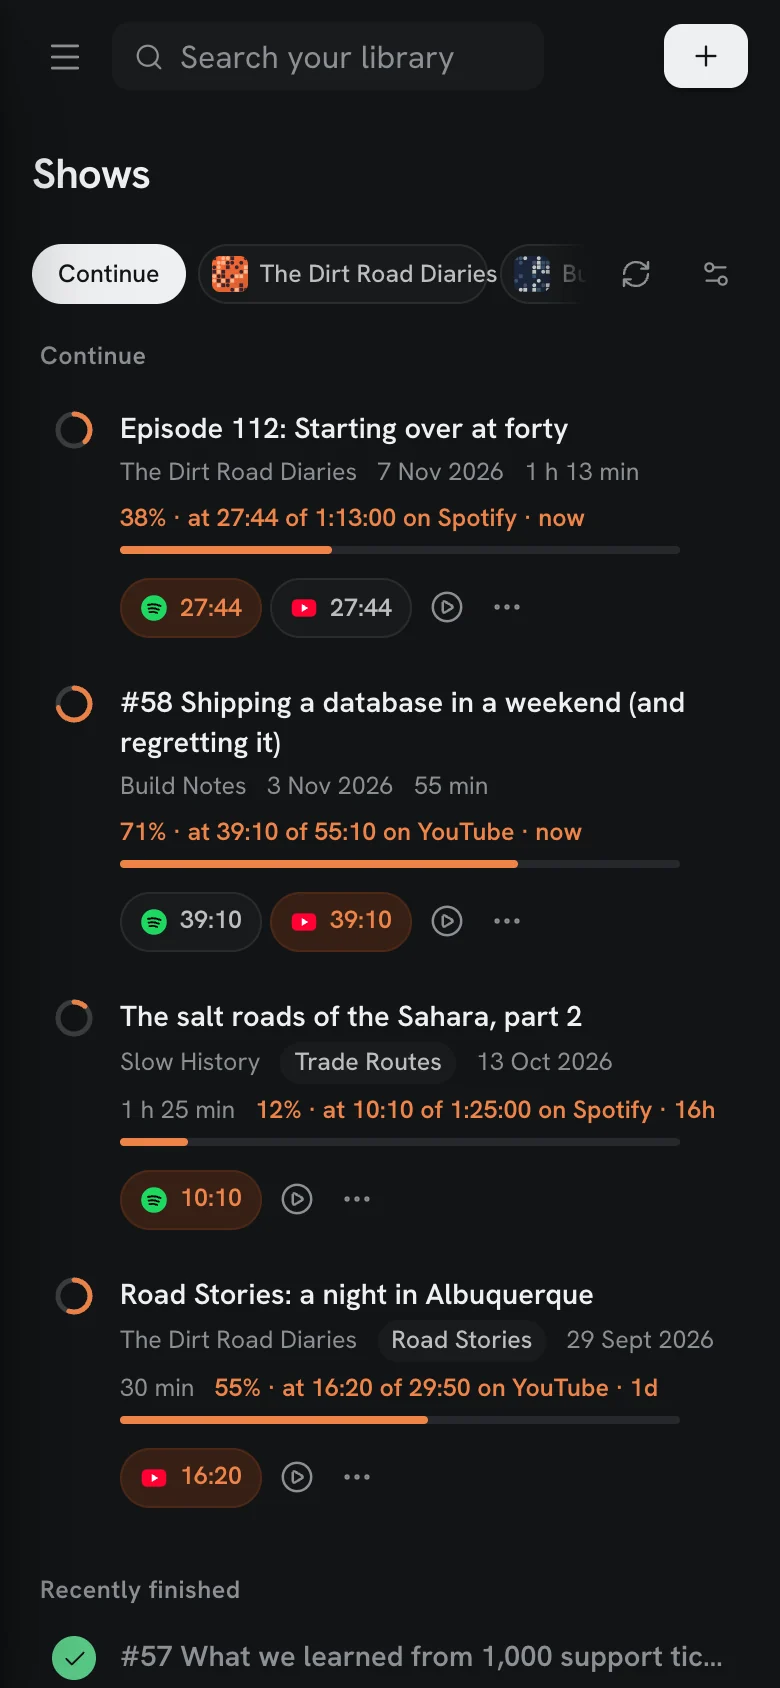 Search your library
Shows
Continue
The Dirt Road Diaries
Continue
Episode 112: Starting over at forty
The Dirt Road Diaries 7 Nov 2026 1 h 13 min
38% · at 27:44 of 1:13:00 on Spotify · now
27:44 27:44
#58 Shipping a database in a weekend (and
regretting it)
Build Notes 3 Nov 2026 55 min
71% · at 39:10 of 55:10 on YouTube · now
39:10 39:10
The salt roads of the Sahara, part 2
Slow History Trade Routes 13 Oct 2026
1 h 25 min 12% · at 10:10 of 1:25:00 on Spotify · 16h
10:10
Road Stories: a night in Albuquerque
The Dirt Road Diaries Road Stories 29 Sept 2026
30 min 55% · at 16:20 of 29:50 on YouTube · 1d
16:20
Recently finished
#57 What we learned from 1,000 support tic...